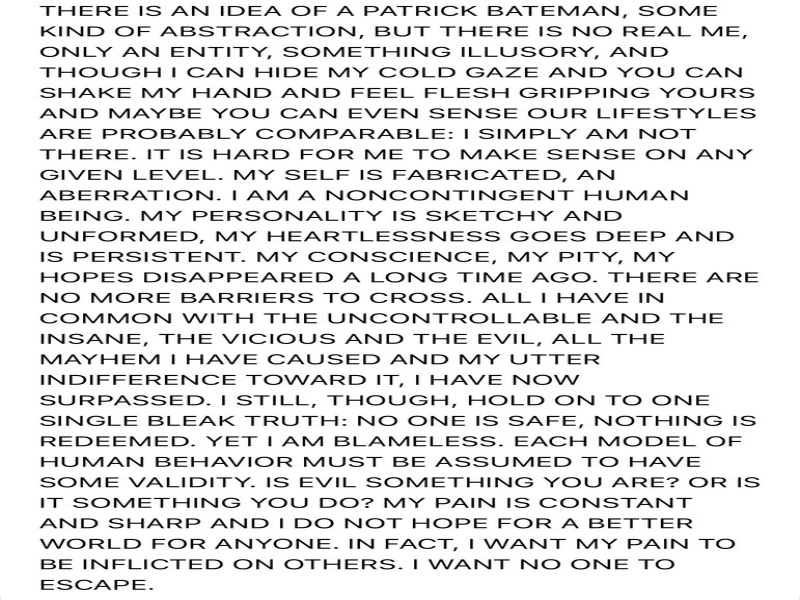 THERE IS AN IDEA OF A PATRICK BATEMAN, SOME
KIND OF ABSTRACTION, BUT THERE IS NO REAL ME,
ONLY AN ENTITY, SOMETHING ILLUSORY, AND
THOUGH I CAN HIDE MY COLD GAZE AND YOU CAN
SHAKE MY HAND AND FEEL FLESH GRIPPING YOURS
AND MAYBE YOU CAN EVEN SENSE OUR LIFESTYLES
ARE PROBABLY COMPARABLE: I SIMPLY AM NOT
THERE. IT IS HARD FOR ME TO MAKE SENSE ON ANY
GIVEN LEVEL. MY SELF IS FABRICATED, AN
ABERRATION. I AM A NONCONTINGENT HUMAN
BEING. MY PERSONALITY IS SKETCHY AND
UNFORMED, MY HEARTLESSNESS GOES DEEP AND
IS PERSISTENT. MY CONSCIENCE, MY PITY, MY
HOPES DISAPPEARED A LONG TIME AGO. THERE ARE
NO MORE BARRIERS TO CROSS. ALL I HAVE IN
COMMON WITH THE UNCONTROLLABLE AND THE
INSANE, THE VICIOUS AND THE EVIL, ALL THE
MAYHEM I HAVE CAUSED AND MY UTTER
INDIFFERENCE TOWARD IT, I HAVE NOW
SURPASSED. I STILL, THOUGH, HOLD ON TO ONE
SINGLE BLEAK TRUTH: NO ONE IS SAFE, NOTHING IS
REDEEMED. YET I AM BLAMELESS. EACH MODEL OF
HUMAN BEHAVIOR MUST BE ASSUMED TO HAVE
SOME VALIDITY. IS EVIL SOMETHING YOU ARE? OR IS
IT SOMETHING YOU DO? MY PAIN IS CONSTANT
AND SHARP AND I DO NOT HOPE FOR A BETTER
WORLD FOR ANYONE. IN FACT, I WANT MY PAIN TO
BE INFLICTED ON OTHERS. I WANT NO ONE TO
ESCAPE.